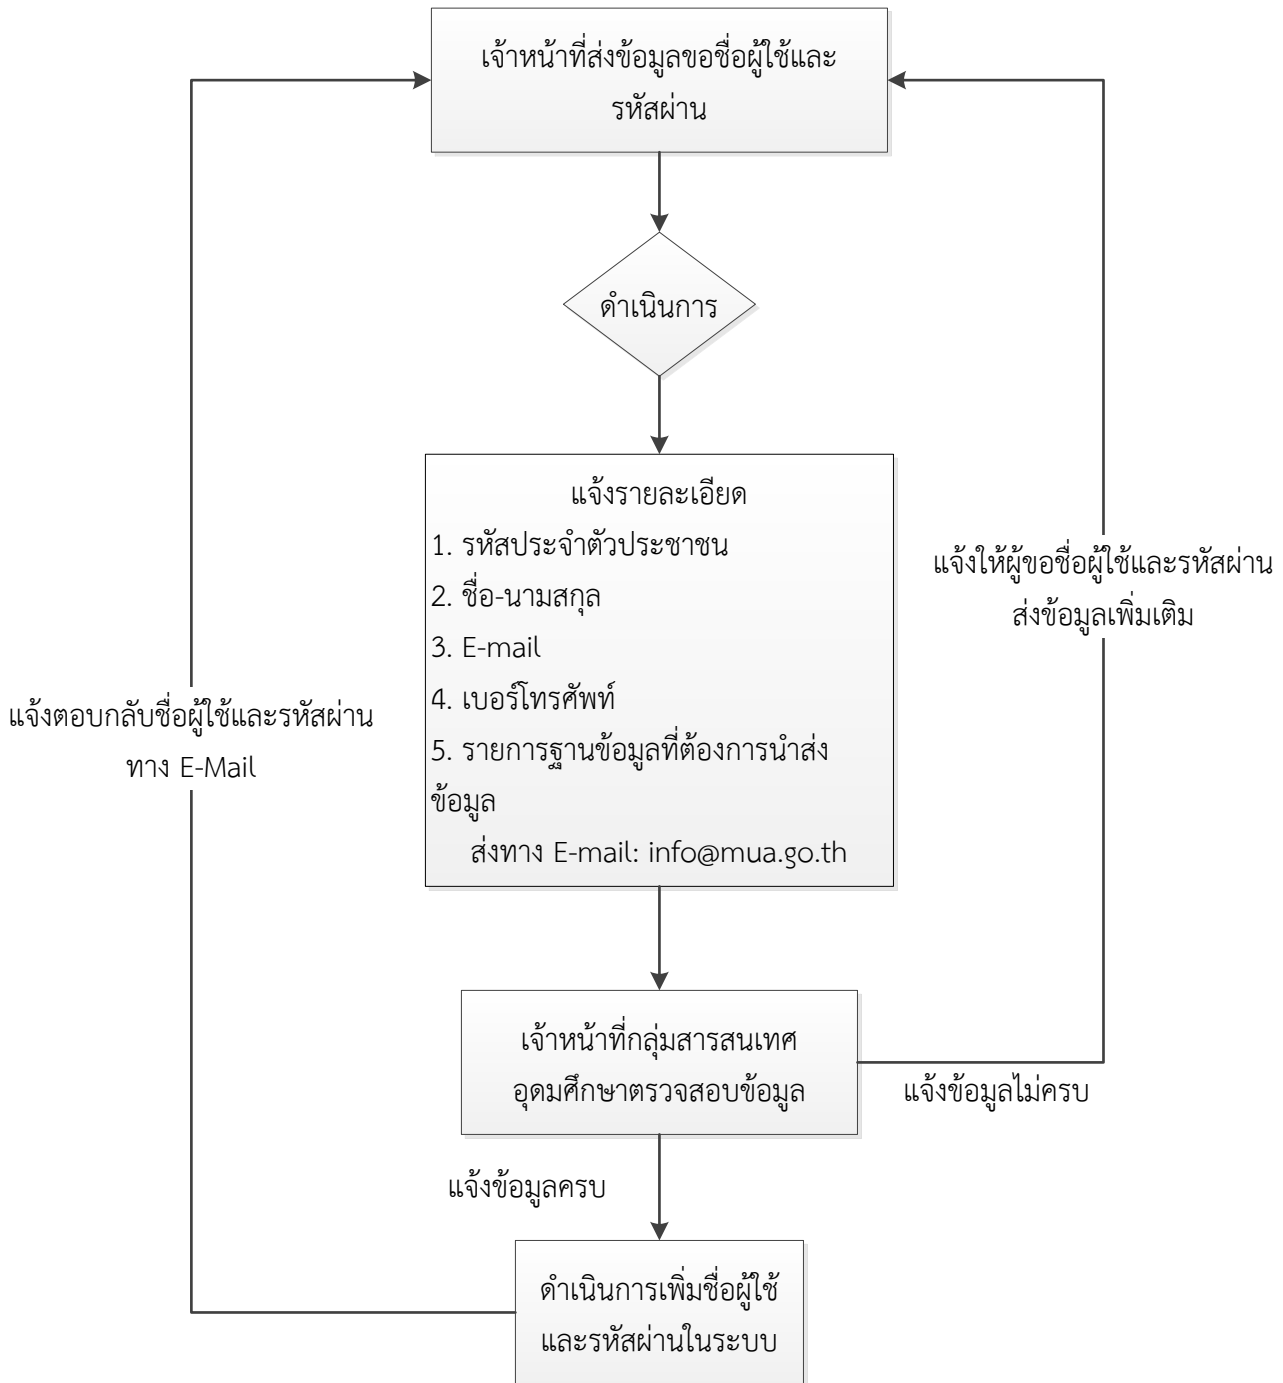 เจ้าหน้าที่ส่งข้อมูลขอชื่อผู้ใช้และ
รหัสผ่าน
ดำเนินการ
แจ้งรายละเอียด
1. รหัสประจำตัวประชาชน
2. ชื่อ-นามสกุล
3. E-mail
4. เบอร์โทรศัพท์
5. รายการฐานข้อมูลที่ต้องการนำส่ง
ข้อมูล
ส่งทาง E-mail: info@mua.go.th
แจ้งให้ผู้ขอชื่อผู้ใช้และรหัสผ่าน
ส่งข้อมูลเพิ่มเติม
แจ้งตอบกลับชื่อผู้ใช้และรหัสผ่าน
ทาง E-Mail
เจ้าหน้าที่กลุ่มสารสนเทศ
อุดมศึกษาตรวจสอบข้อมูล
แจ้งข้อมูลไม่ครบ
แจ้งข้อมูลครบ
ดำเนินการเพิ่มชื่อผู้ใช้
และรหัสผ่านในระบบ